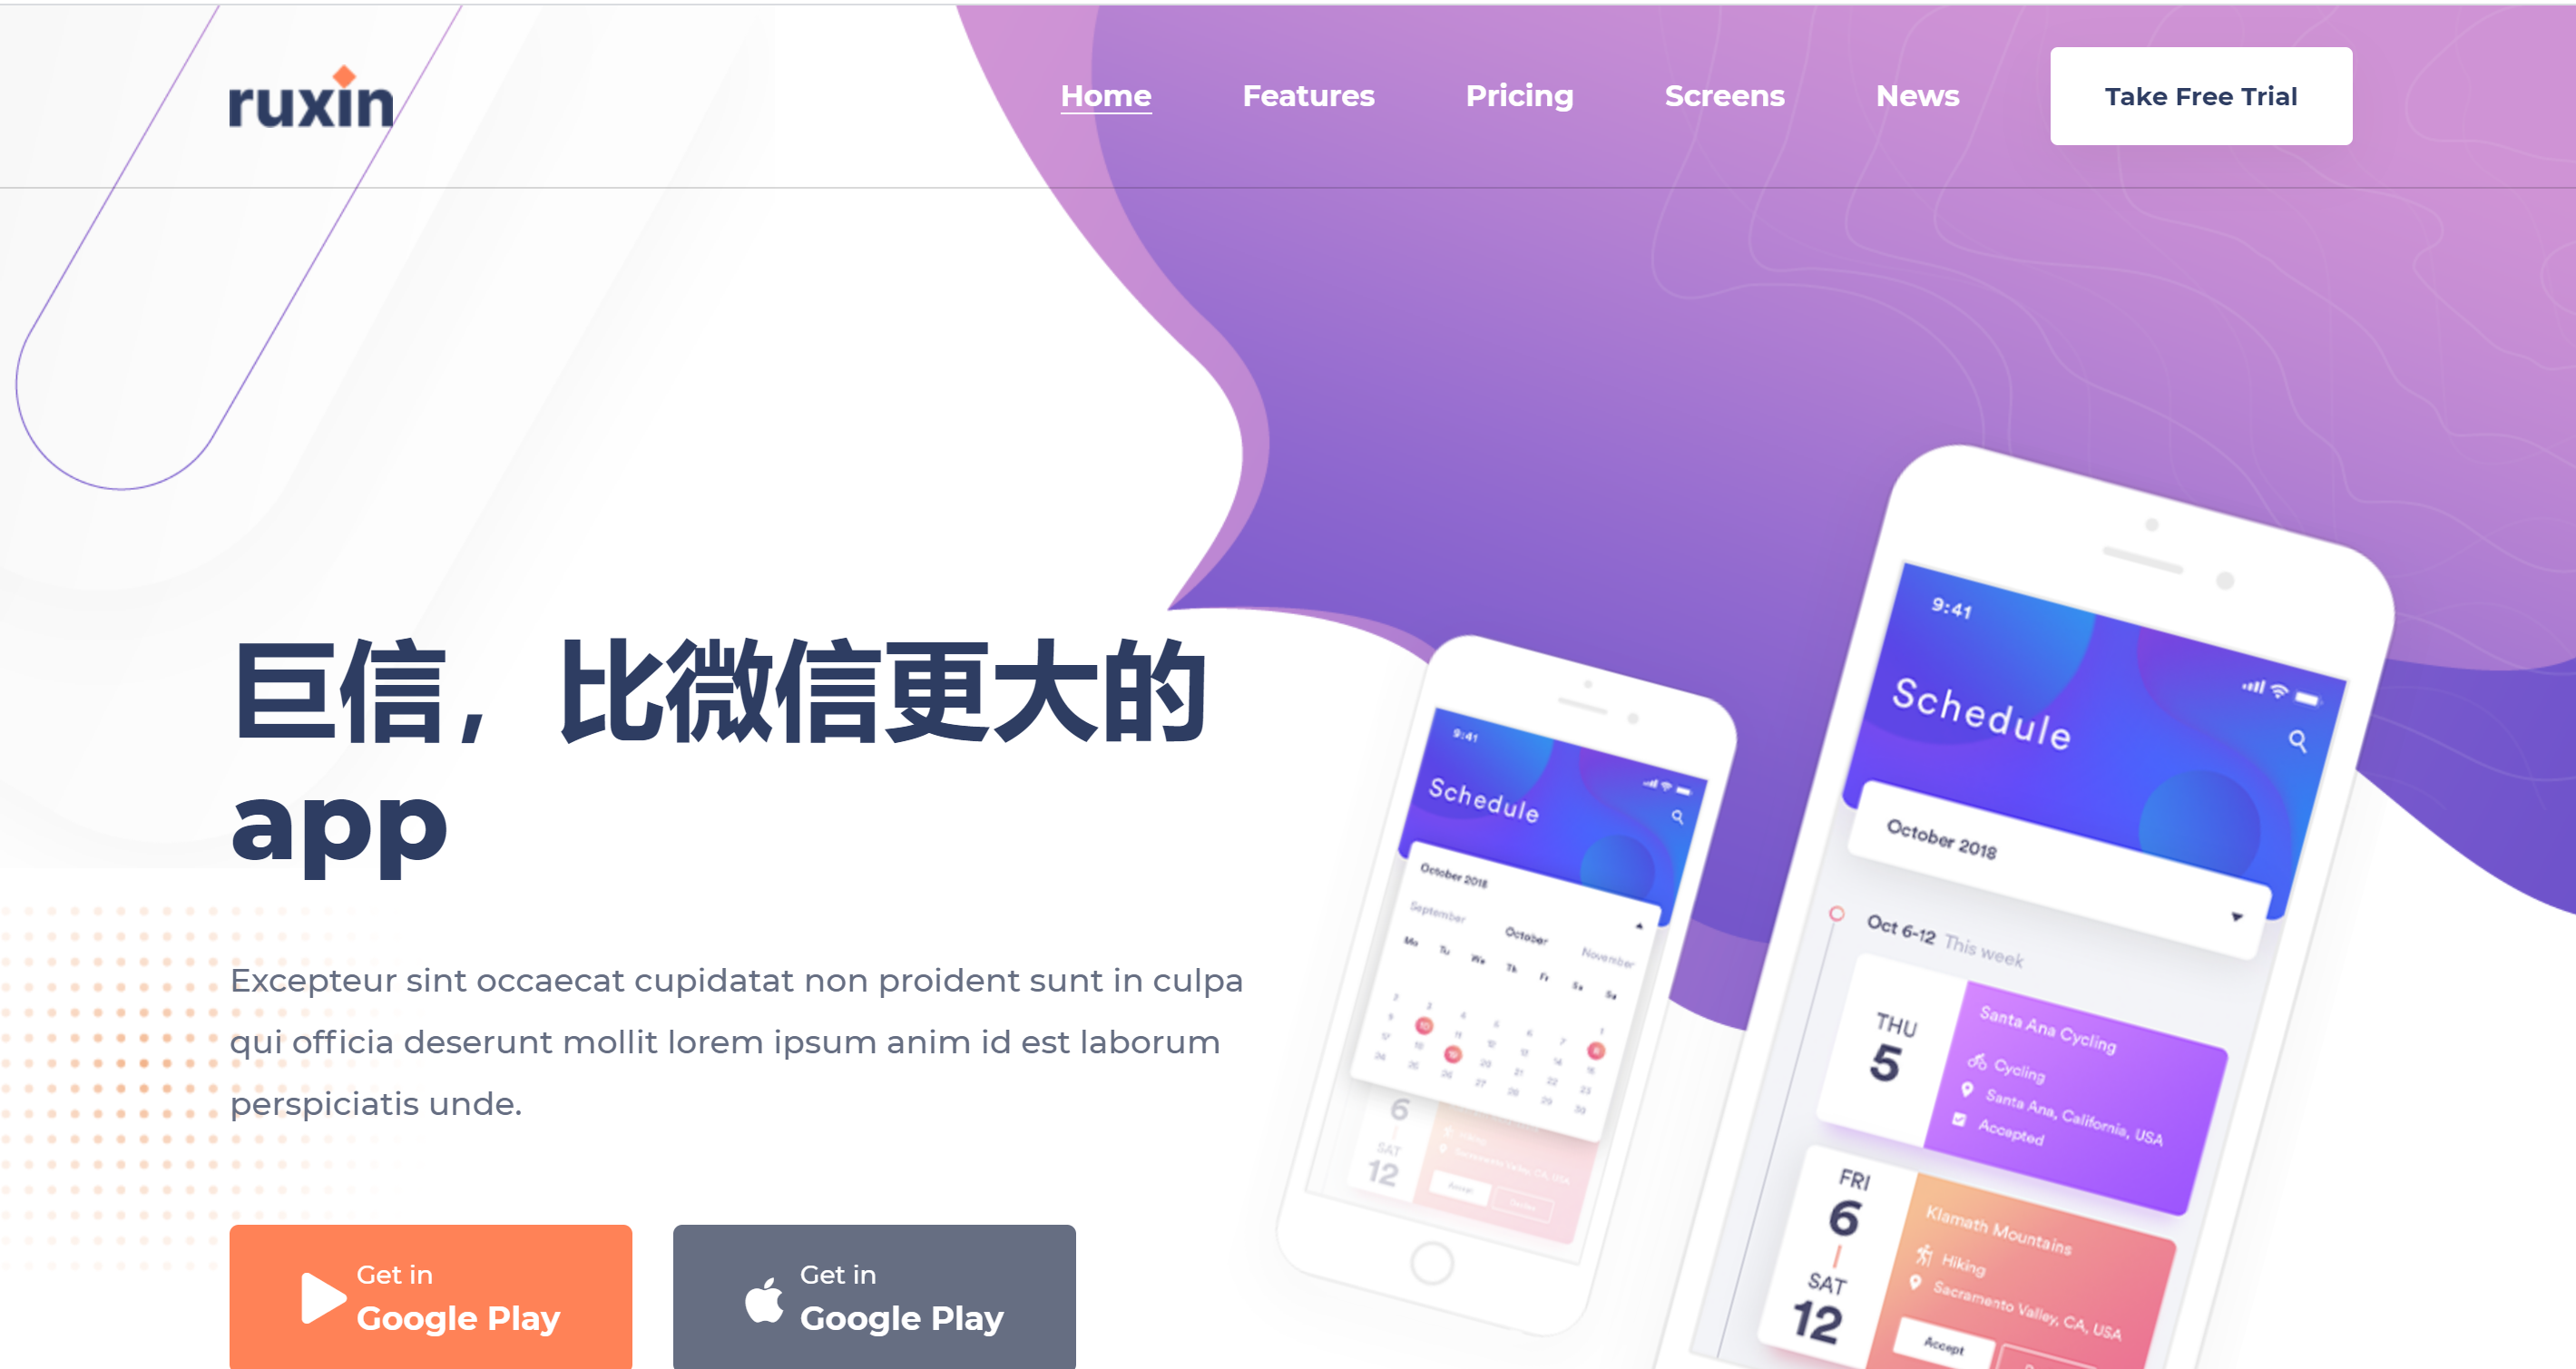 ruxin
Home
Features
Pricing
Screens
News
Take Free Trial
巨信，比微信更大的
app
Excepteur sint occaecat cupidatat non proident sunt in culpa
qui officia deserunt mollit lorem ipsum anim id est laborum
perspiciatis unde.
Get in
Google Play
Get in
Google Play
9:41
Schedule
October 2018
September
October
November
Mo Tu We Th Fr Sa
6
SAT
12
9:41
Schedule
October 2018
Oct 6-12 This week
THU
5
Santa Ana Cycling
Cycling
Santa Ana, California, USA
Accepted
FRI
6
SAT
12
Klamath Mountains
Hiking
Sacramento Valley, CA, USA
Accept